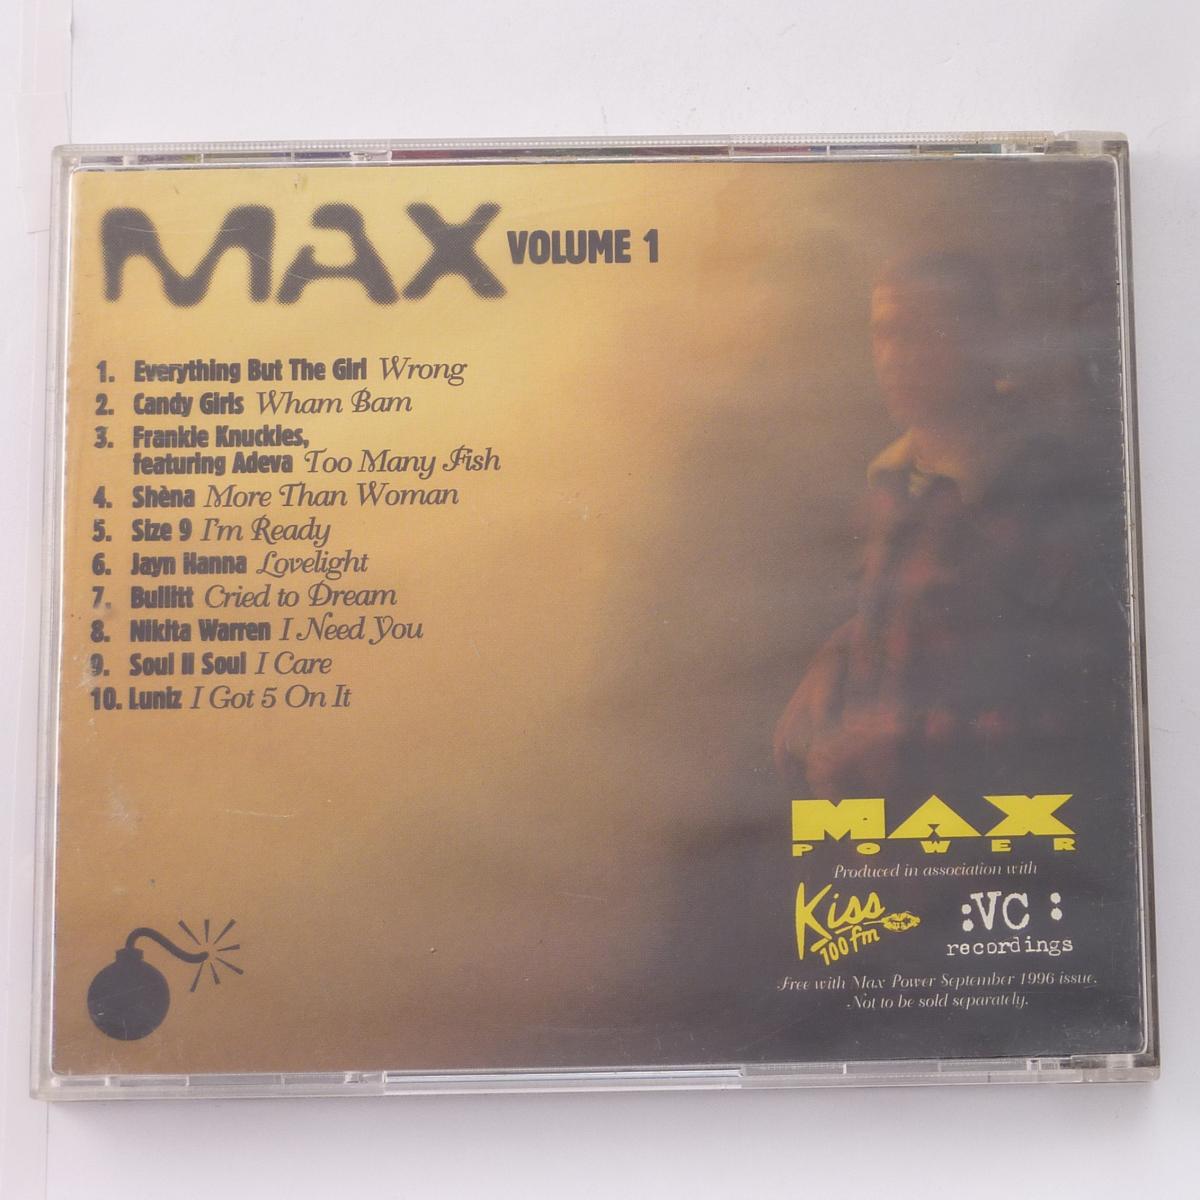 MAX VOLUME 1
1. Everything But The Girl Wrong
2. Candy Girls Wham Bam
3. Frankie Knuckles,
featuring Adeva Too Many Fish
4. Shèna More Than Woman
5. Size 9 I'm Ready
6. Jayn Hanna Lovelight
7. Bullitt Cried to Dream
8. Nikita Warren I Need You
9. Soul II Soul I Care
10. Luniz I Got 5 On It
MAX
POWER
Produced in association with
Kiss
100fm
:VC :
recordings
Free with Max Power September 1996 issue.
Not to be sold separately.